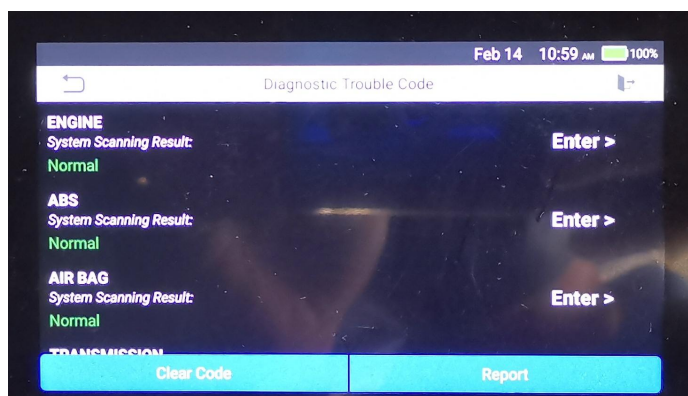 Feb 14 10:59 AM 100%
Diagnostic Trouble Code
ENGINE
System Scanning Result:
Enter >
Normal
ABS
System Scanning Result:
Enter >
Normal
AIR BAG
System Scanning Result:
Enter >
Normal
TRANSMISSION
Clear Code Report